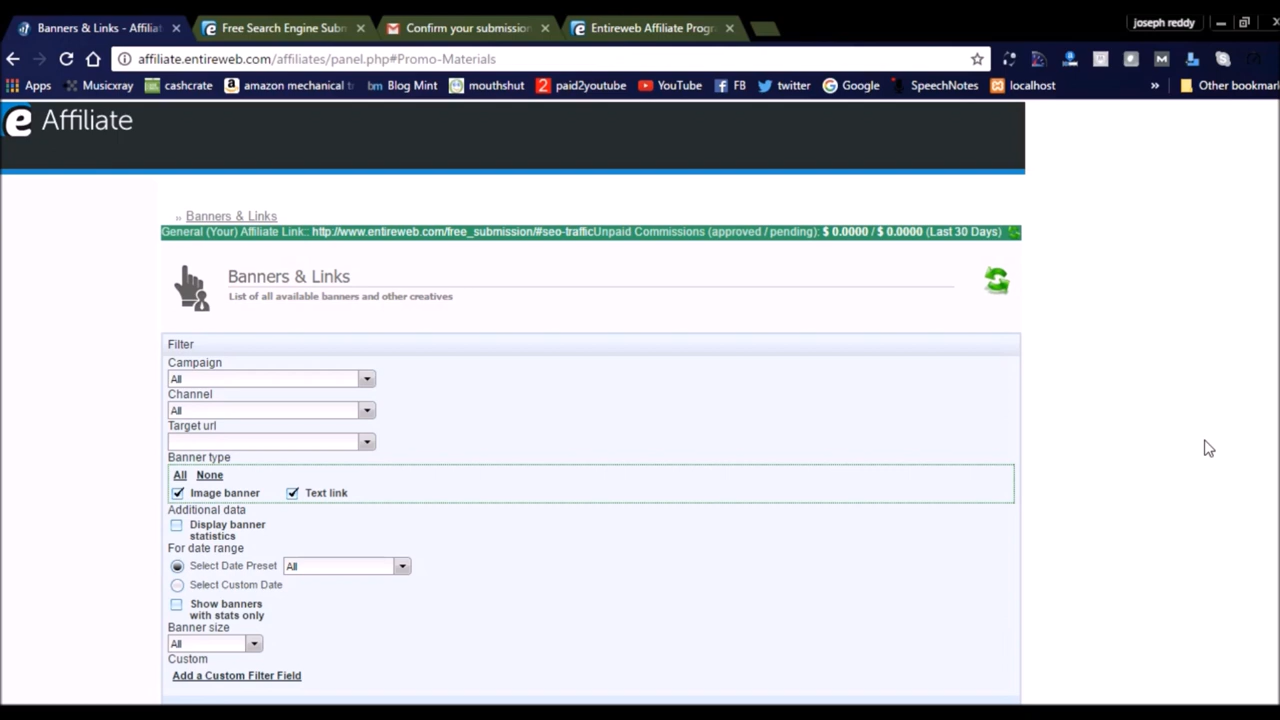 Banners & Links - Affilia
Free Search Engine Subn
Confirm your submission
Entireweb Affiliate Progr
joseph reddy
affiliate.entireweb.com/affiliates/panel.php#Promo-Materials
Apps
Musicxray
cashcrate
amazon mechanical t
bm Blog Mint
mouthshut
2 paid2youtube
YouTube
FB
twitter
Google
SpeechNotes
localhost
»
Other bookmar
e Affiliate
Banners & Links
General (Your) Affiliate Link:: http://www.entireweb.com/free_submission/#seo-trafficUnpaid Commissions (approved / pending): $ 0.0000 / $ 0.0000 (Last 30 Days)
Banners & Links
List of all available banners and other creatives
Filter
Campaign
All
Channel
All
Target url
Banner type
All None
Image banner Text link
Additional data
Display banner
statistics
For date range
Select Date Preset All
Select Custom Date
Show banners
with stats only
Banner size
All
Custom
Add a Custom Filter Field